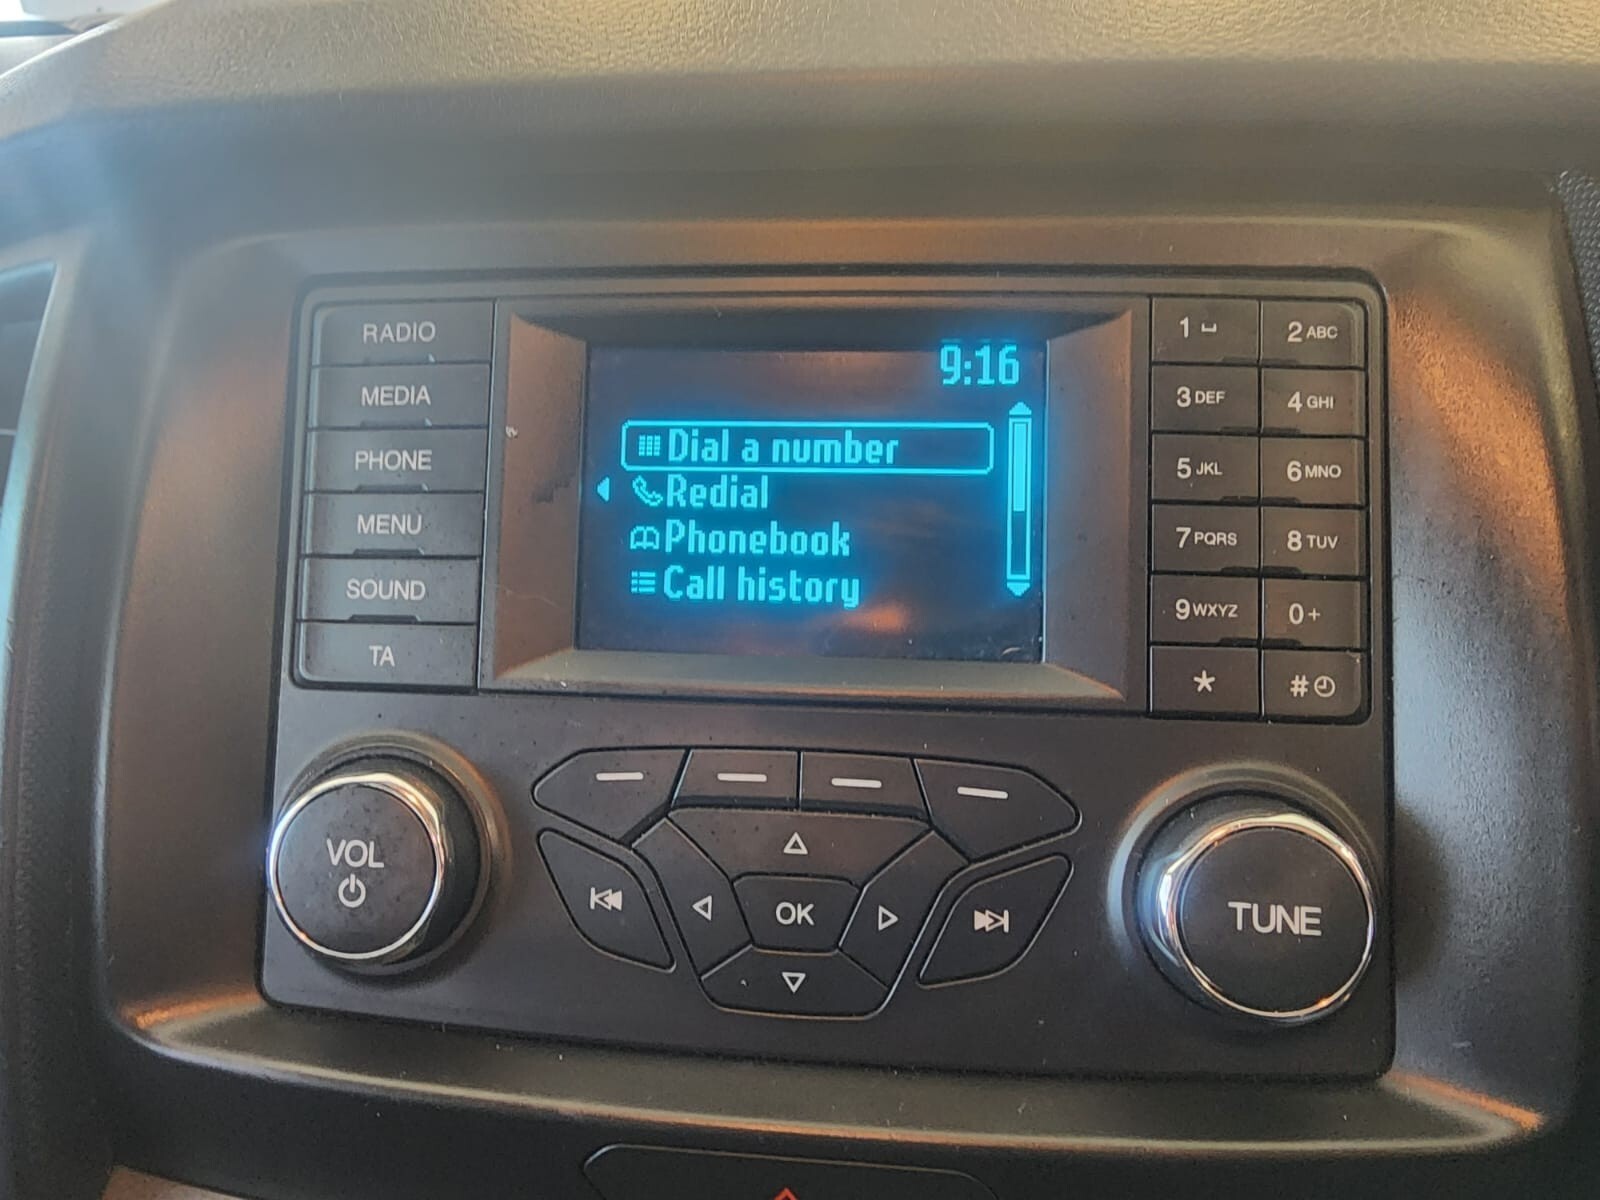 RADIO
MEDIA
PHONE
MENU
SOUND
TA
9:16
Dial a number
Redial
Phonebook
Call history
1 ⎵ 2 ABC
3 DEF 4 GHI
5 JKL 6 MNO
7 PQRS 8 TUV
9 WXYZ 0 +
* #
VOL
OK
TUNE